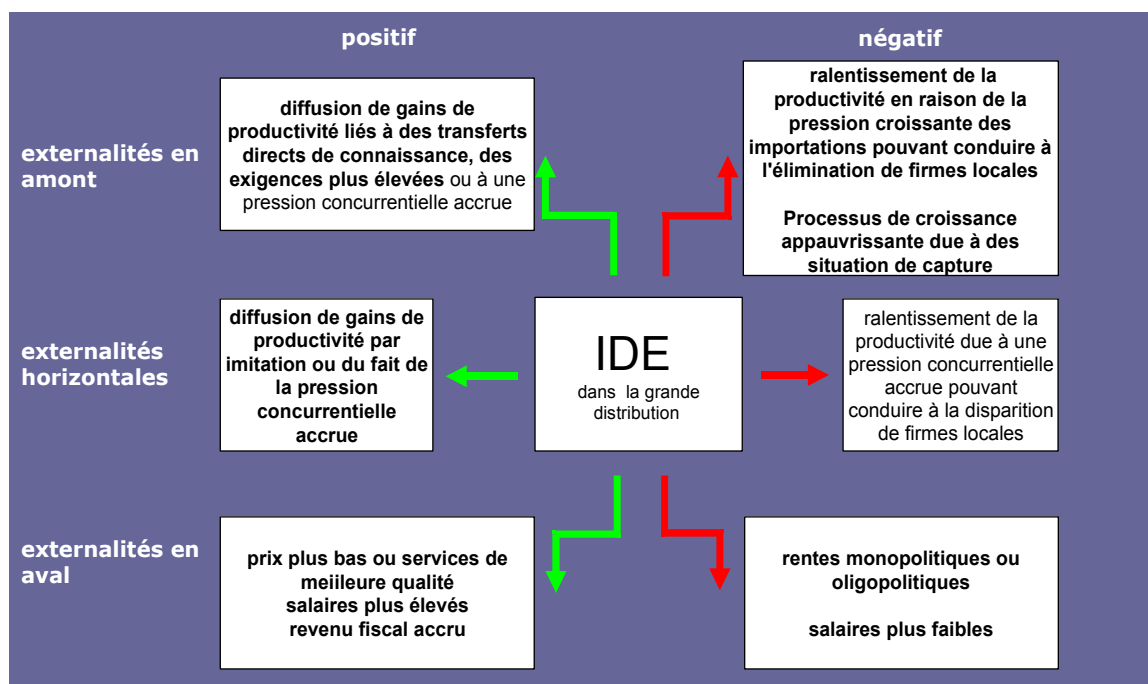 positif
négatif
externalités en
amont
diffusion de gains de
productivité liés à des transferts
directs de connaissance, des
exigences plus élevées ou à une
pression concurrentielle accrue
ralentissement de la
productivité en raison de la
pression croissante des
importations pouvant conduire à
l'élimination de firmes locales
Processus de croissance
appauvrissante due à des
situation de capture
externalités
horizontales
diffusion de gains de
productivité par
imitation ou du fait de
la pression
concurrentielle
accrue
IDE
dans la grande
distribution
ralentissement de la
productivité due à une
pression concurrentielle
accrue pouvant
conduire à la disparition
de firmes locales
externalités en
aval
prix plus bas ou services de
meiileure qualité
salaires plus élevés
revenu fiscal accru
rentes monopolitiques ou
oligopolitiques
salaires plus faibles